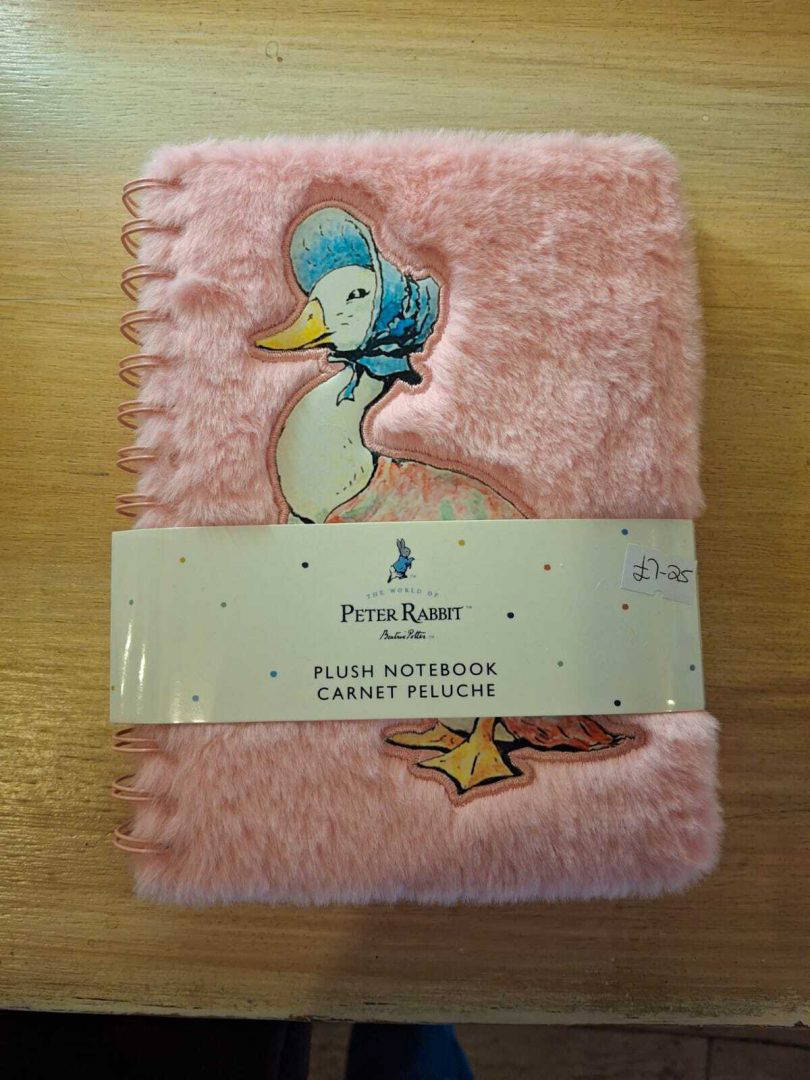 THE WORLD OF
PETER RABBIT™
Beatrix Potter™
PLUSH NOTEBOOK
CARNET PELUCHE
£7-25